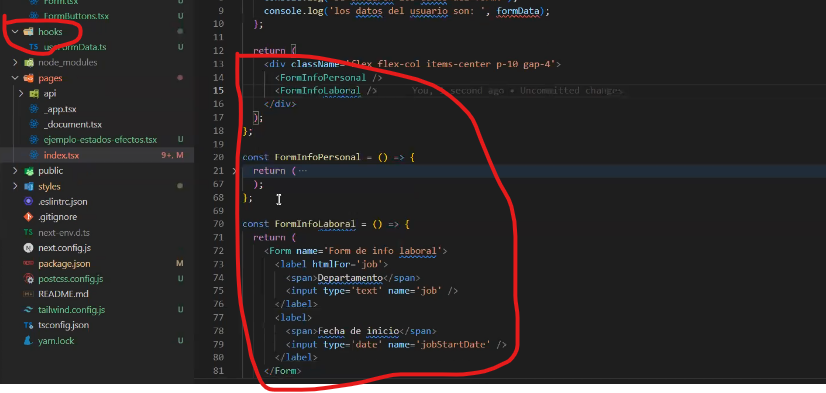 Form.tsx
FormButtons.tsx U
hooks
TS useFormData.ts U
node_modules
pages
api
_app.tsx
_document.tsx
ejemplo-estados-efectos.tsx U
index.tsx 9+, M
public
styles
.eslintrc.json
.gitignore
TS next-env.d.ts
next.config.js
package.json M
postcss.config.js U
README.md
tailwind.config.js U
tsconfig.json
yarn.lock U
9 console.log('los datos del usuario son: ', formData);
10 };
11
12 return (
13 <div className='flex flex-col items-center p-10 gap-4'>
14 <FormInfoPersonal />
15 <FormInfoLaboral /> You, second ago • Uncommitted changes
16 </div>
17 );
18 };
19
20 const FormInfoPersonal = () => {
21 return ( ···
67 );
68 };
69
70 const FormInfoLaboral = () => {
71 return (
72 <Form name='Form de info laboral'>
73 <label htmlFor='job'>
74 <span>Departamento</span>
75 <input type='text' name='job' />
76 </label>
77 <label>
78 <span>Fecha de inicio</span>
79 <input type='date' name='jobStartDate' />
80 </label>
81 </Form>